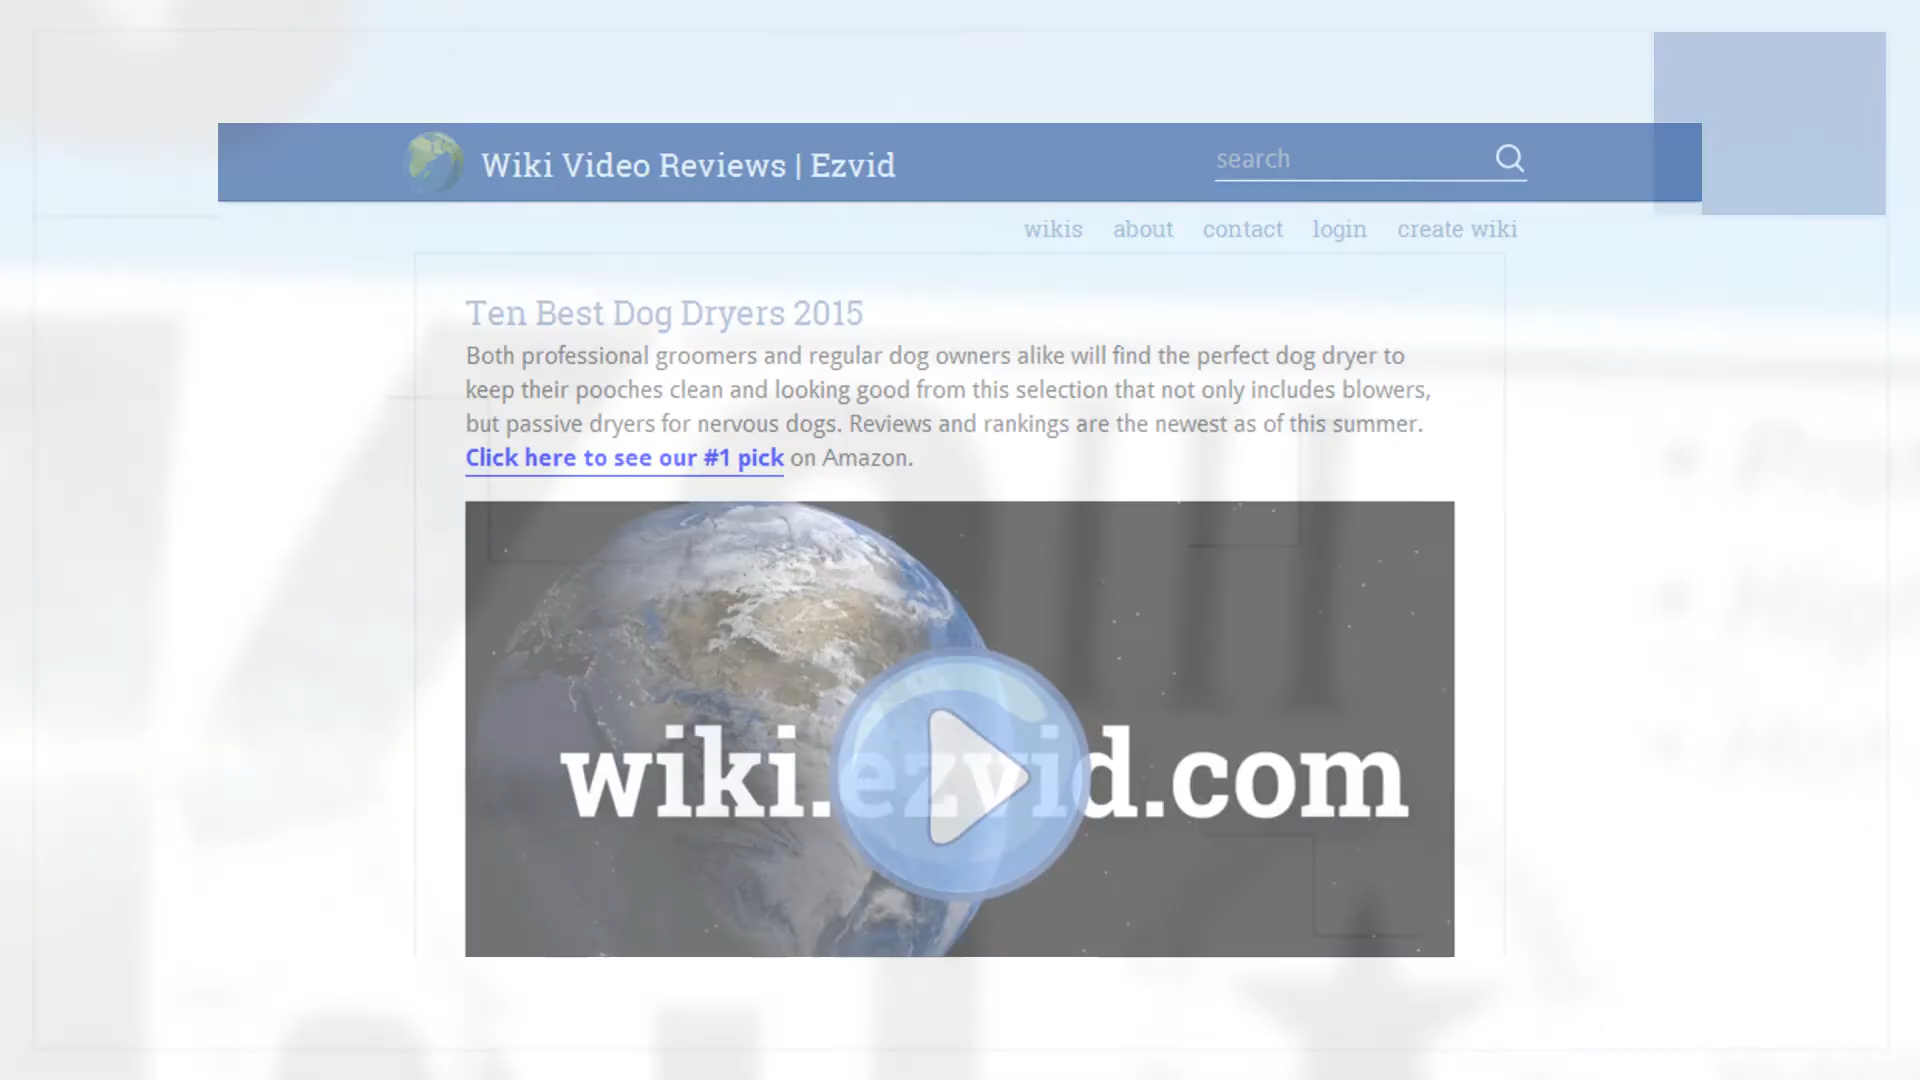 Wiki Video Reviews | Ezvid
search
wikis about contact login create wiki
Ten Best Dog Dryers 2015
Both professional groomers and regular dog owners alike will find the perfect dog dryer to
keep their pooches clean and looking good from this selection that not only includes blowers,
but passive dryers for nervous dogs. Reviews and rankings are the newest as of this summer.
Click here to see our #1 pick on Amazon.
wiki.ezvid.com